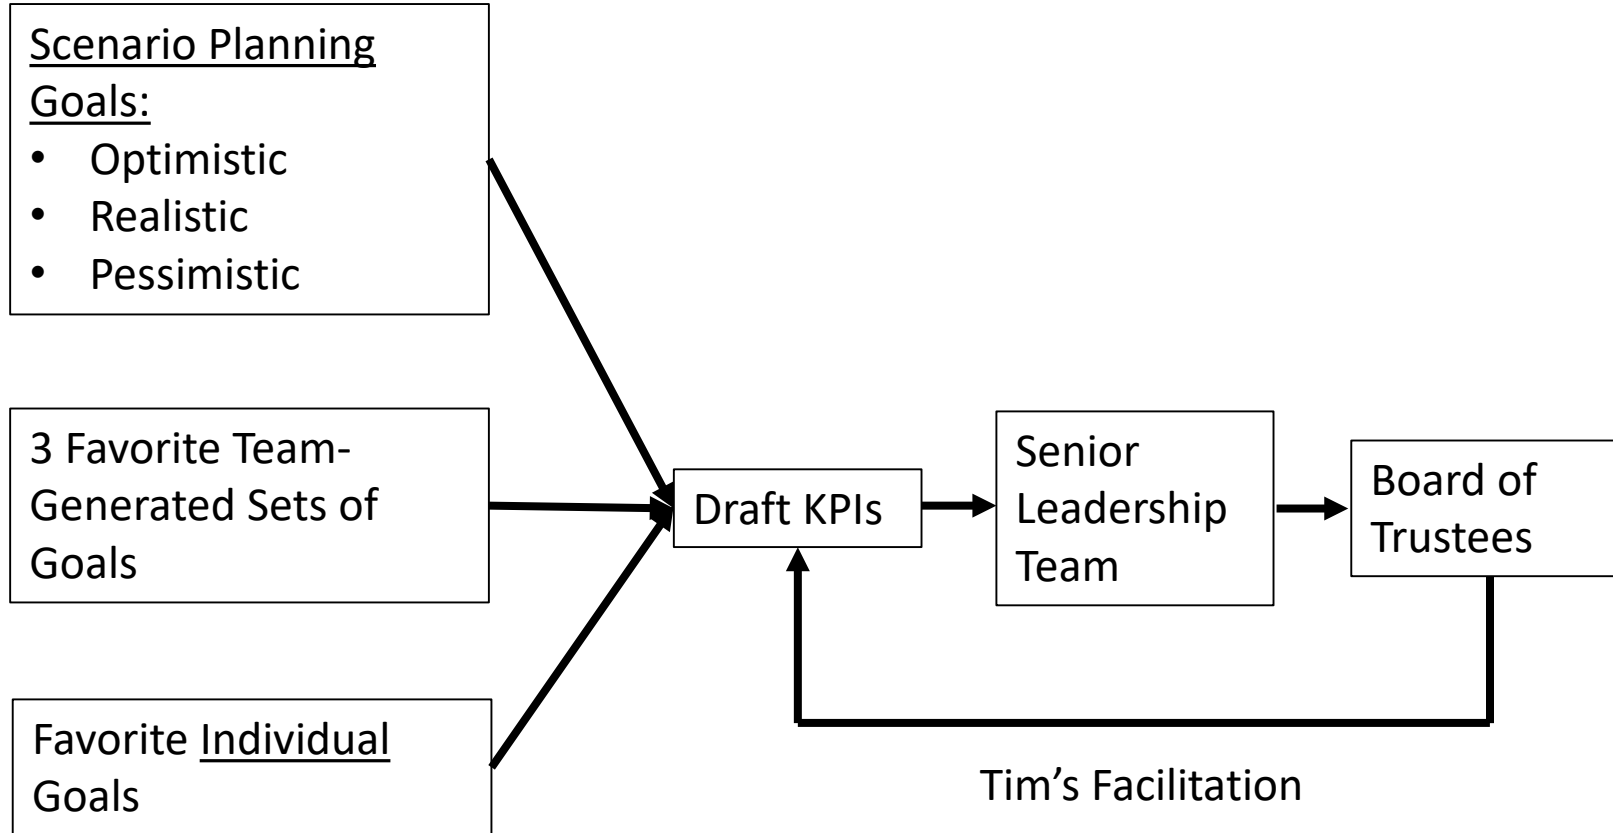 Scenario Planning
Goals:
• Optimistic
• Realistic
• Pessimistic
3 Favorite Team-
Generated Sets of
Goals
Favorite Individual
Goals
Draft KPIs
Senior
Leadership
Team
Board of
Trustees
Tim’s Facilitation